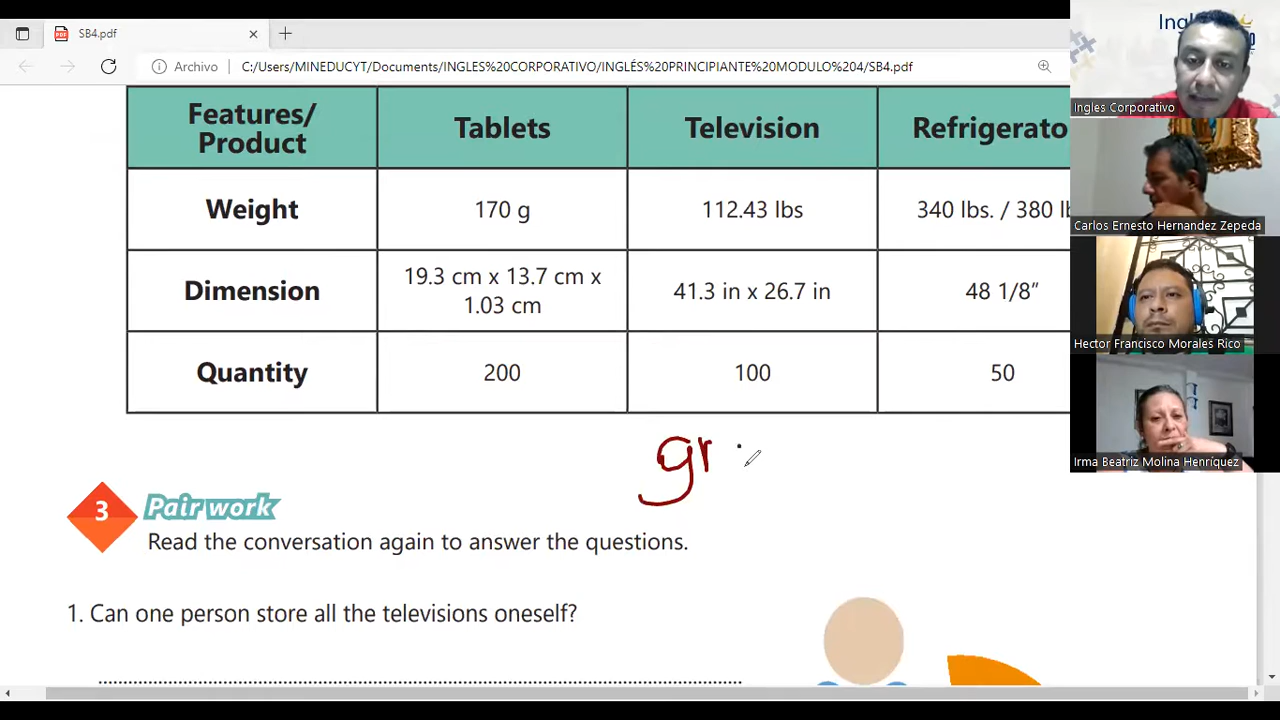 SB4.pdf
Archivo C:/Users/MINEDUCYT/Documents/INGLES%20CORPORATIVO/INGLÉS%20PRINCIPIANTE%20MODULO%204/SB4.pdf
Features/ Product
Tablets
Television
Refrigerato
Weight
170 g
112.43 lbs
340 lbs. / 380 lb
Dimension
19.3 cm x 13.7 cm x
1.03 cm
41.3 in x 26.7 in
48 1/8”
Quantity
200
100
50
gr
3 Pair work
Read the conversation again to answer the questions.
1. Can one person store all the televisions oneself?
Ingles Corporativo
Carlos Ernesto Hernandez Zepeda
Hector Francisco Morales Rico
Irma Beatriz Molina Henríquez